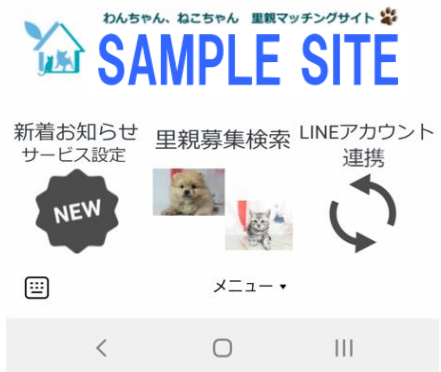 わんちゃん、ねこちゃん 里親マッチングサイト
SAMPLE SITE
新着お知らせ
サービス設定
NEW
里親募集検索
LINEアカウント
連携
メニュー ▼